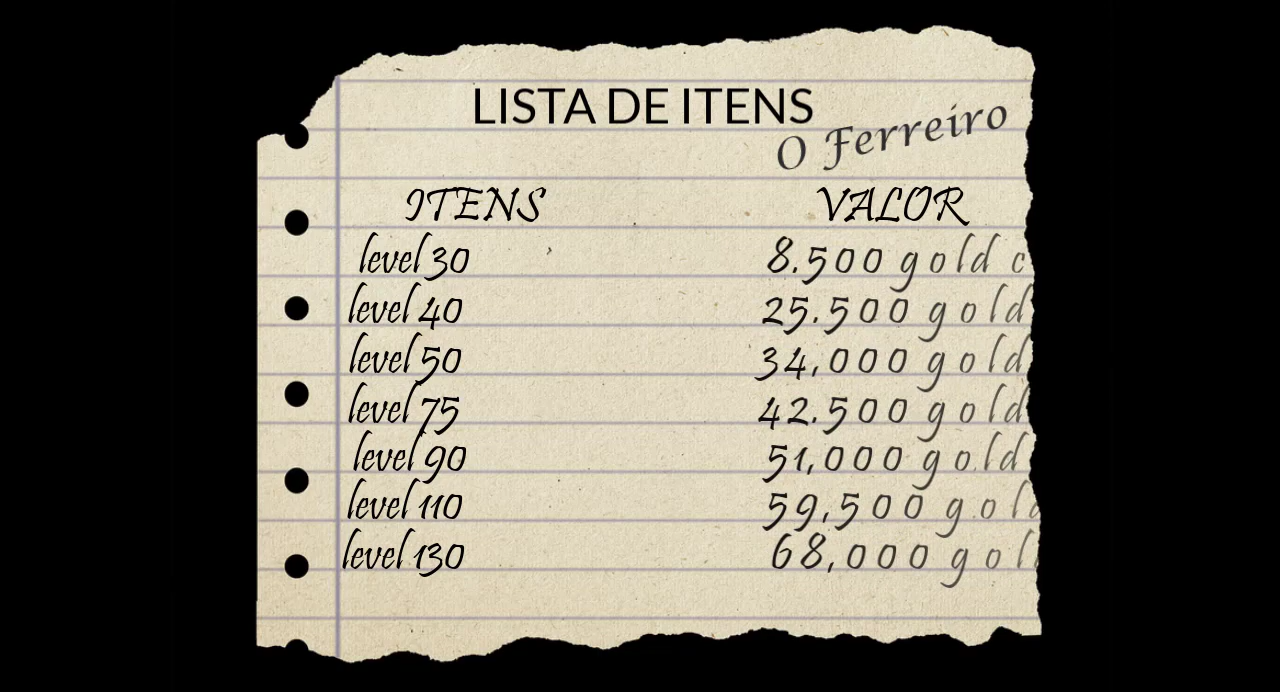 LISTA DE ITENS
O Ferreiro
ITENS VALOR
level 30 8.500 gold c
level 40 25.500 gold
level 50 34,000 gold
level 75 42.500 gold
level 90 51,000 gold
level 110 59,500 gold
level 130 68,000 gol